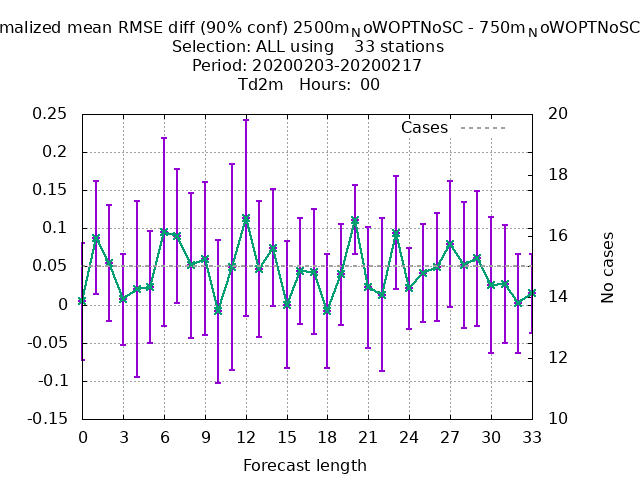 malized mean RMSE diff (90% conf) 2500mNoWOPTNoSC - 750mNoWOPTNoSC
Selection: ALL using 33 stations
Period: 20200203-20200217
Td2m Hours: 00
Cases
0.25
0.2
0.15
0.1
0.05
0
-0.05
-0.1
-0.15
20
18
16
14
12
10
No cases
0 3 6 9 12 15 18 21 24 27 30 33
Forecast length